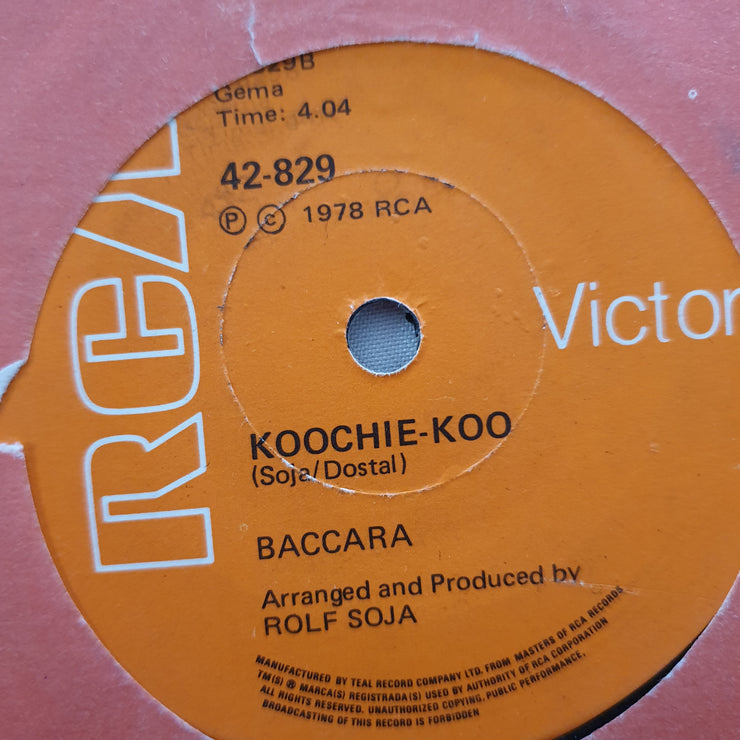 29B
Gema
Time: 4.04
42-829
Ⓟ © 1978 RCA
RCA
Victor
KOOCHIE-KOO
(Soja/Dostal)
BACCARA
Arranged and Produced by
ROLF SOJA
MANUFACTURED BY TEAL RECORD COMPANY LTD. FROM MASTERS OF RCA RECORDS
TM(S) ® MARCA(S) REGISTRADA(S) USED BY AUTHORITY OF RCA CORPORATION
ALL RIGHTS RESERVED. UNAUTHORIZED COPYING, PUBLIC PERFORMANCE,
BROADCASTING OF THIS RECORD IS FORBIDDEN